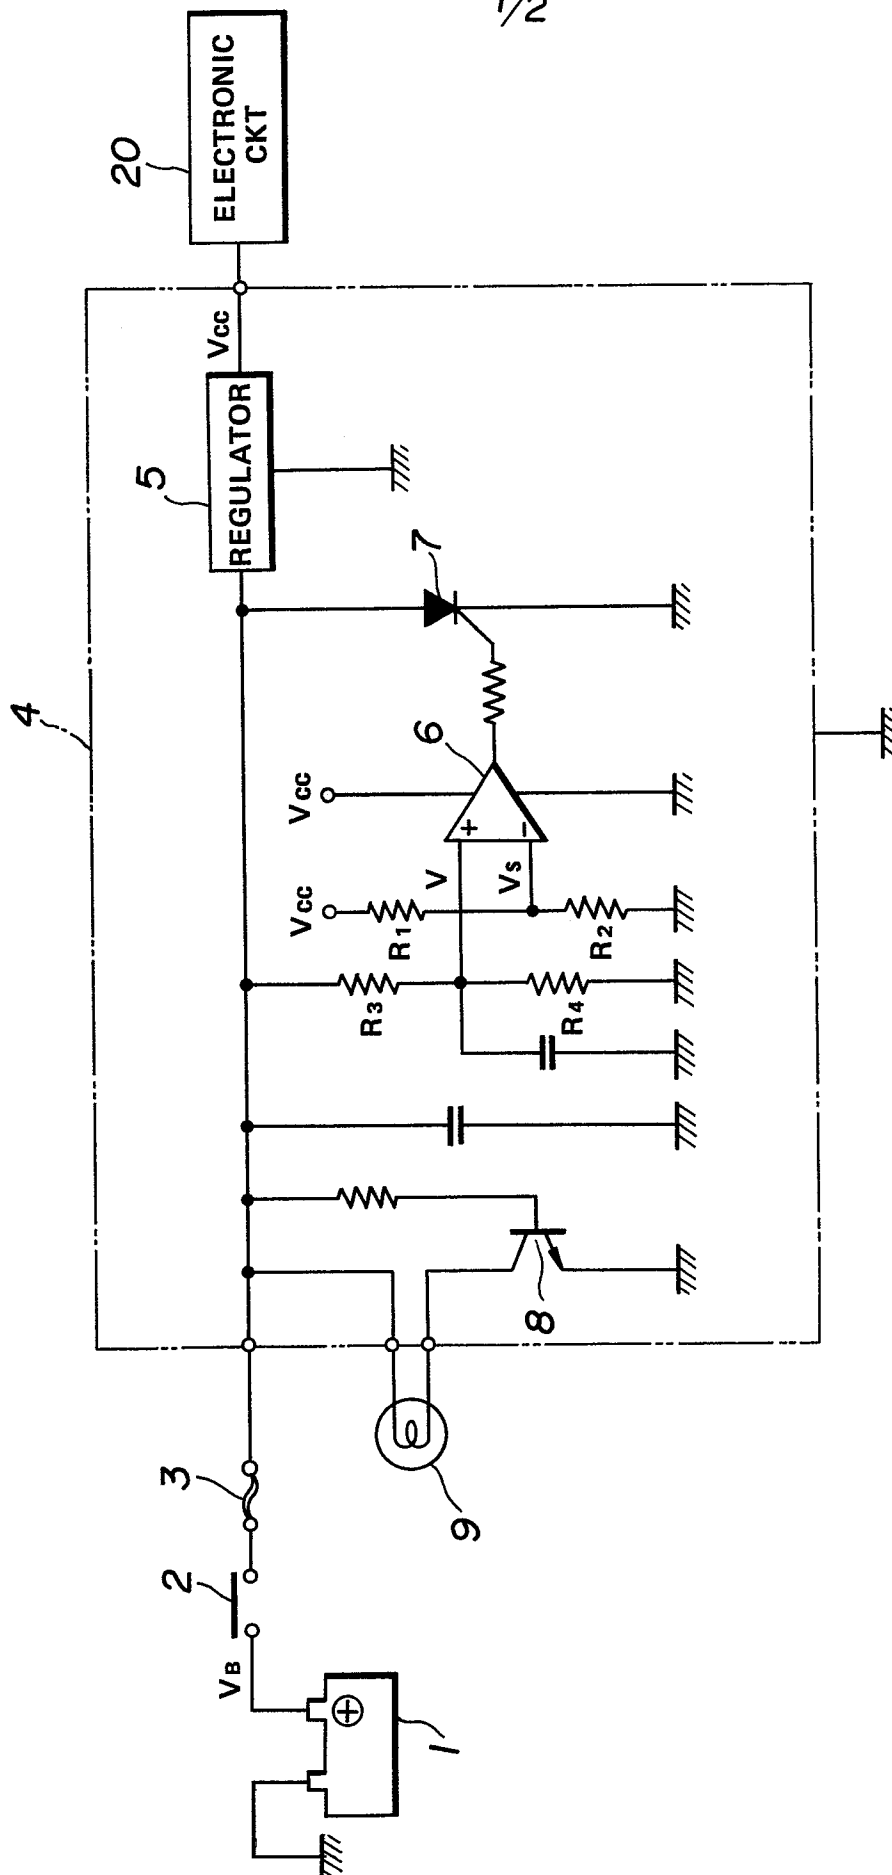 1/2
ELECTRONIC
CKT
20
Vcc
REGULATOR
5
4
7
6
Vcc
Vcc
V
Vs
+
−
R1
R2
R3
R4
8
9
3
2
VB
+
1